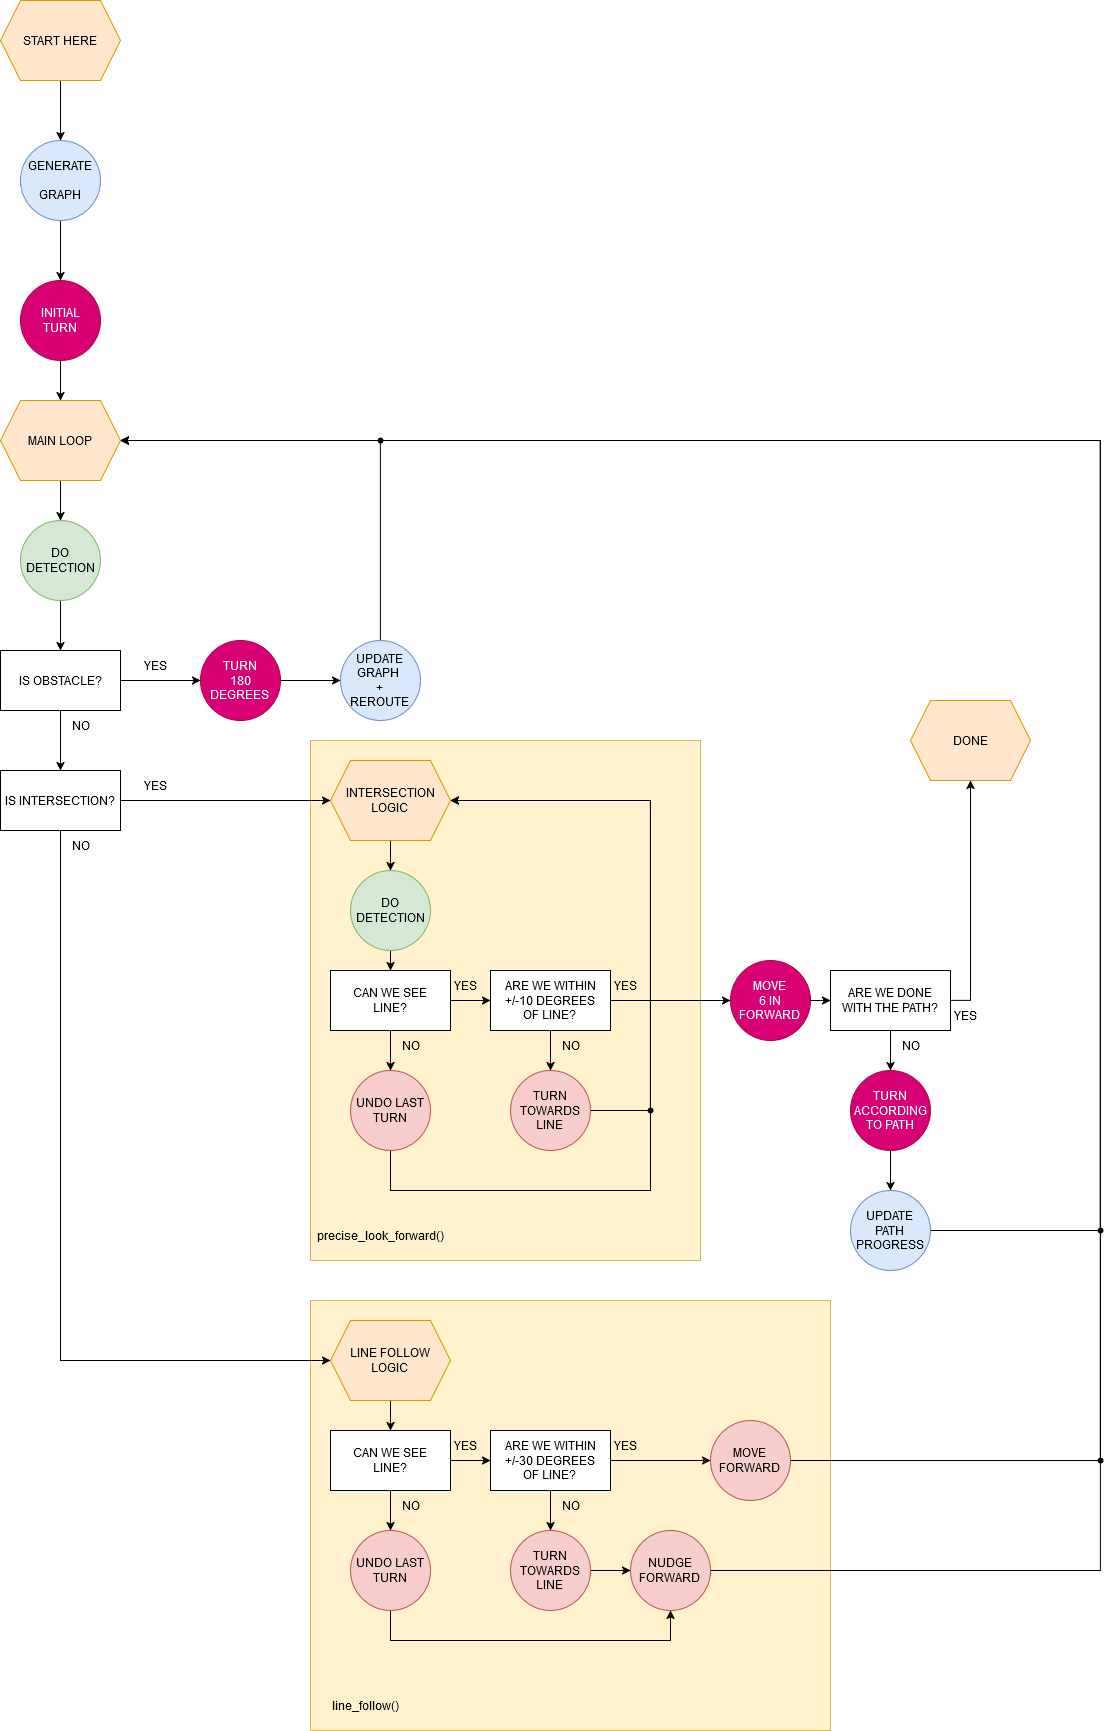 START HERE
GENERATE
GRAPH
INITIAL
TURN
MAIN LOOP
DO
DETECTION
IS OBSTACLE?
YES
TURN
180
DEGREES
UPDATE
GRAPH
+
REROUTE
NO
IS INTERSECTION?
YES
NO
INTERSECTION
LOGIC
DO
DETECTION
CAN WE SEE
LINE?
YES
ARE WE WITHIN
+/-10 DEGREES
OF LINE?
YES
NO
UNDO LAST
TURN
NO
TURN
TOWARDS
LINE
precise_look_forward()
MOVE
6 IN
FORWARD
ARE WE DONE
WITH THE PATH?
YES
DONE
NO
TURN
ACCORDING
TO PATH
UPDATE
PATH
PROGRESS
LINE FOLLOW
LOGIC
CAN WE SEE
LINE?
YES
ARE WE WITHIN
+/-30 DEGREES
OF LINE?
YES
MOVE
FORWARD
NO
UNDO LAST
TURN
NO
TURN
TOWARDS
LINE
NUDGE
FORWARD
line_follow()